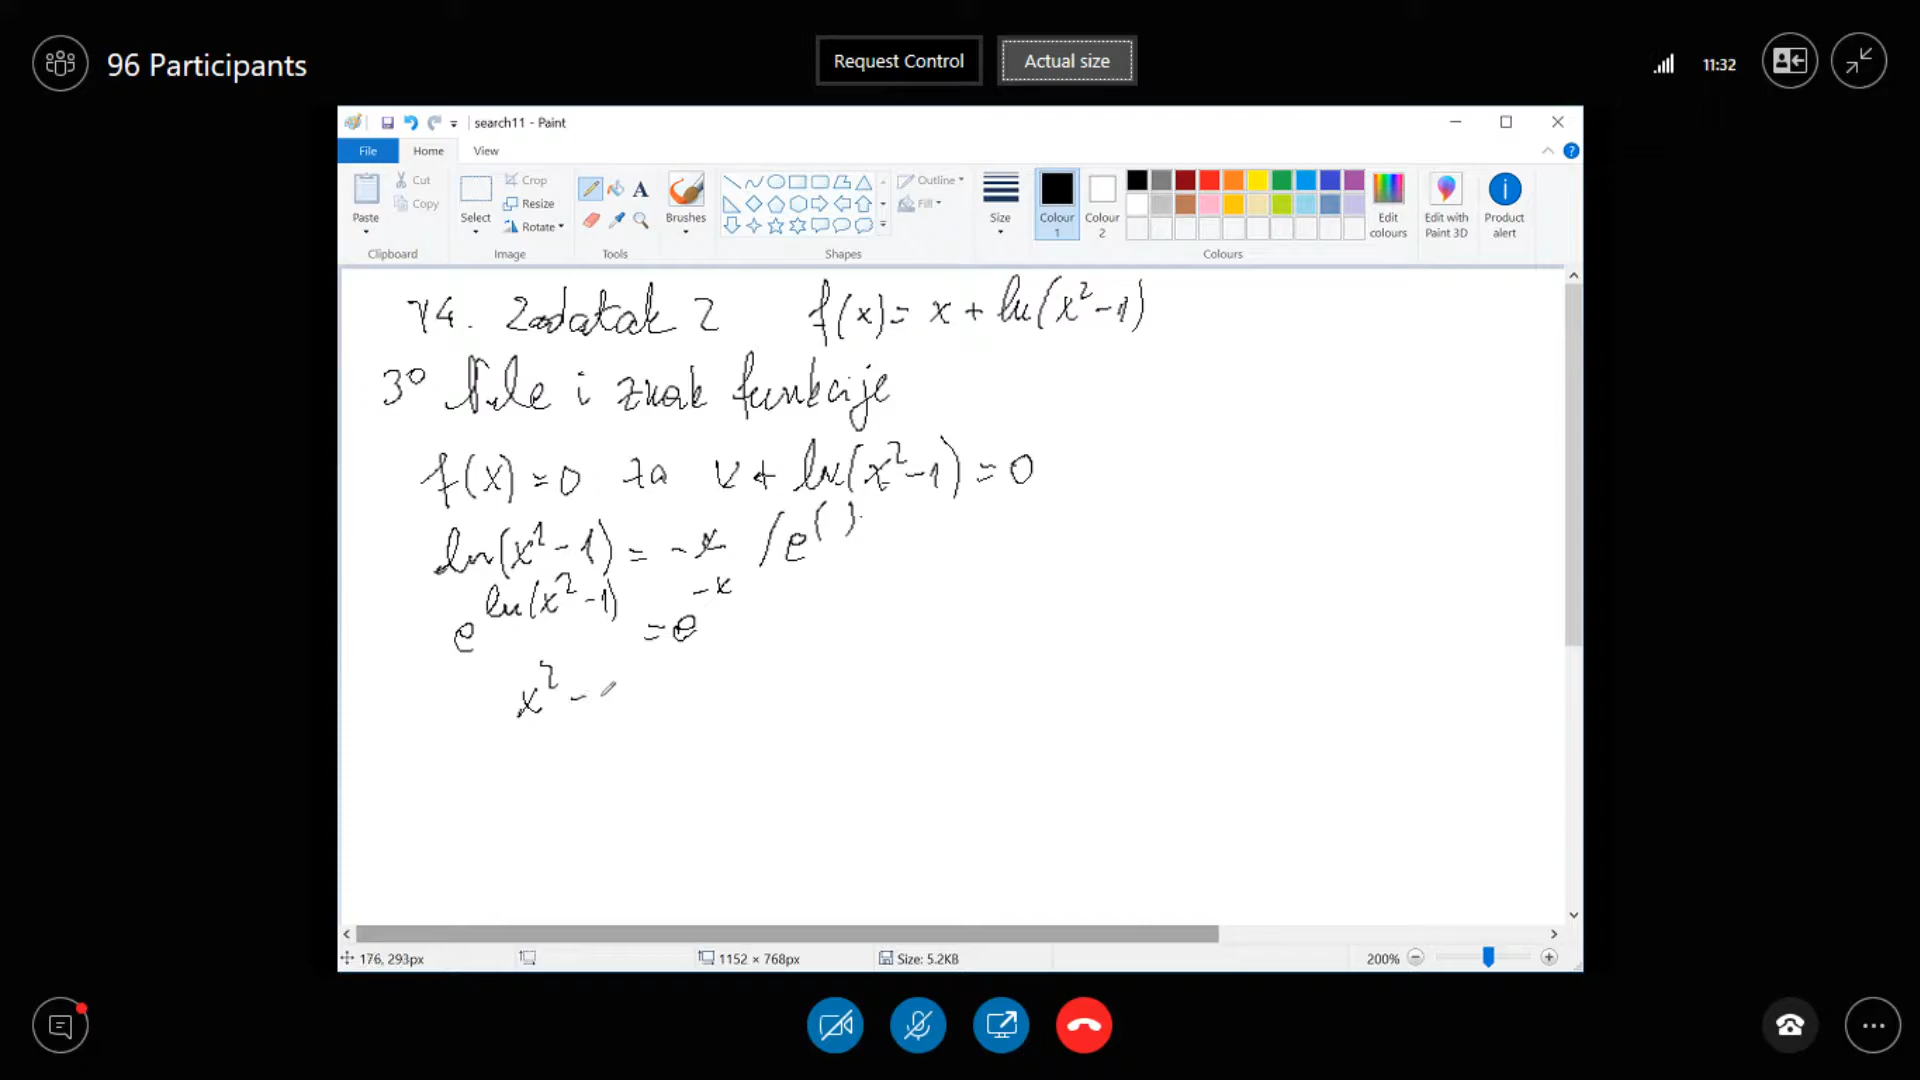 96 Participants
Request Control
Actual size
11:32
search11 - Paint
File
Home
View
Paste
Cut
Copy
Clipboard
Select
Crop
Resize
Rotate
Image
A
Tools
Brushes
Outline
Fill
Shapes
Size
Colour 1
Colour 2
Edit colours
Colours
Edit with Paint 3D
Product alert
Zadatak 2 f(x) = x + ln(x²-1)
3° Nule i znak funkcije
f(x) = 0 za x + ln(x²-1) = 0
ln(x²-1) = -x /e^( ).
e^ln(x²-1) = e^-x
x² -
176, 293px
1152 × 768px
Size: 5.2KB
200%